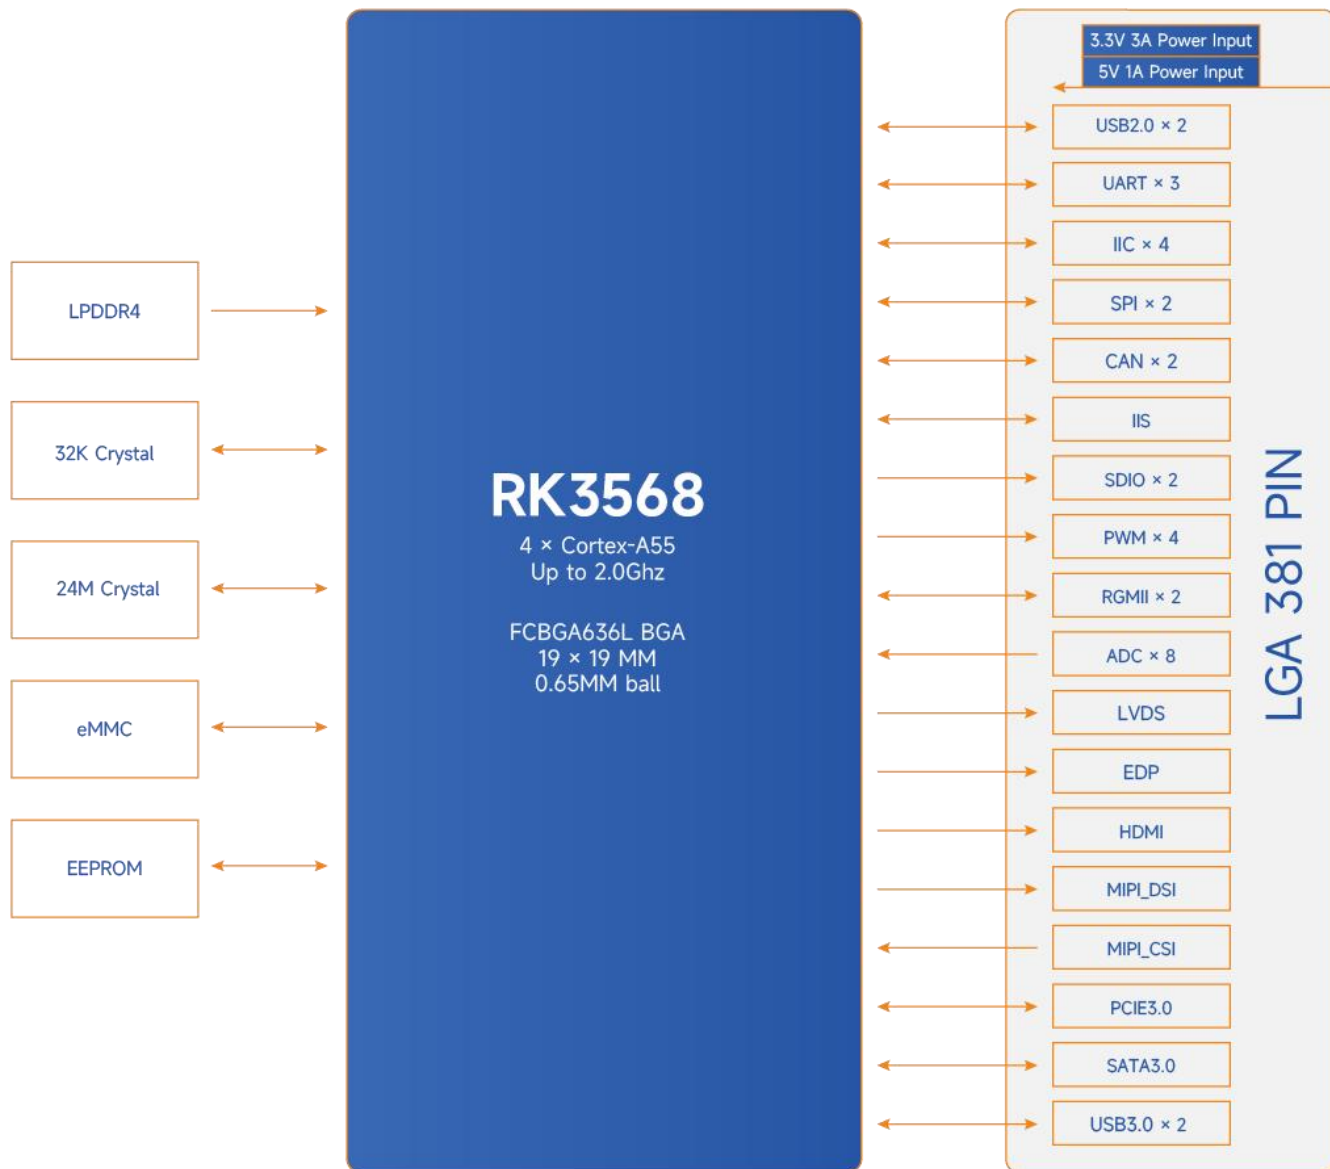 LPDDR4
32K Crystal
24M Crystal
eMMC
EEPROM
RK3568
4 × Cortex-A55
Up to 2.0Ghz
FCBGA636L BGA
19 × 19 MM
0.65MM ball
3.3V 3A Power Input
5V 1A Power Input
USB2.0 × 2
UART × 3
IIC × 4
SPI × 2
CAN × 2
IIS
SDIO × 2
PWM × 4
RGMII × 2
ADC × 8
LVDS
EDP
HDMI
MIPI_DSI
MIPI_CSI
PCIE3.0
SATA3.0
USB3.0 × 2
LGA 381 PIN